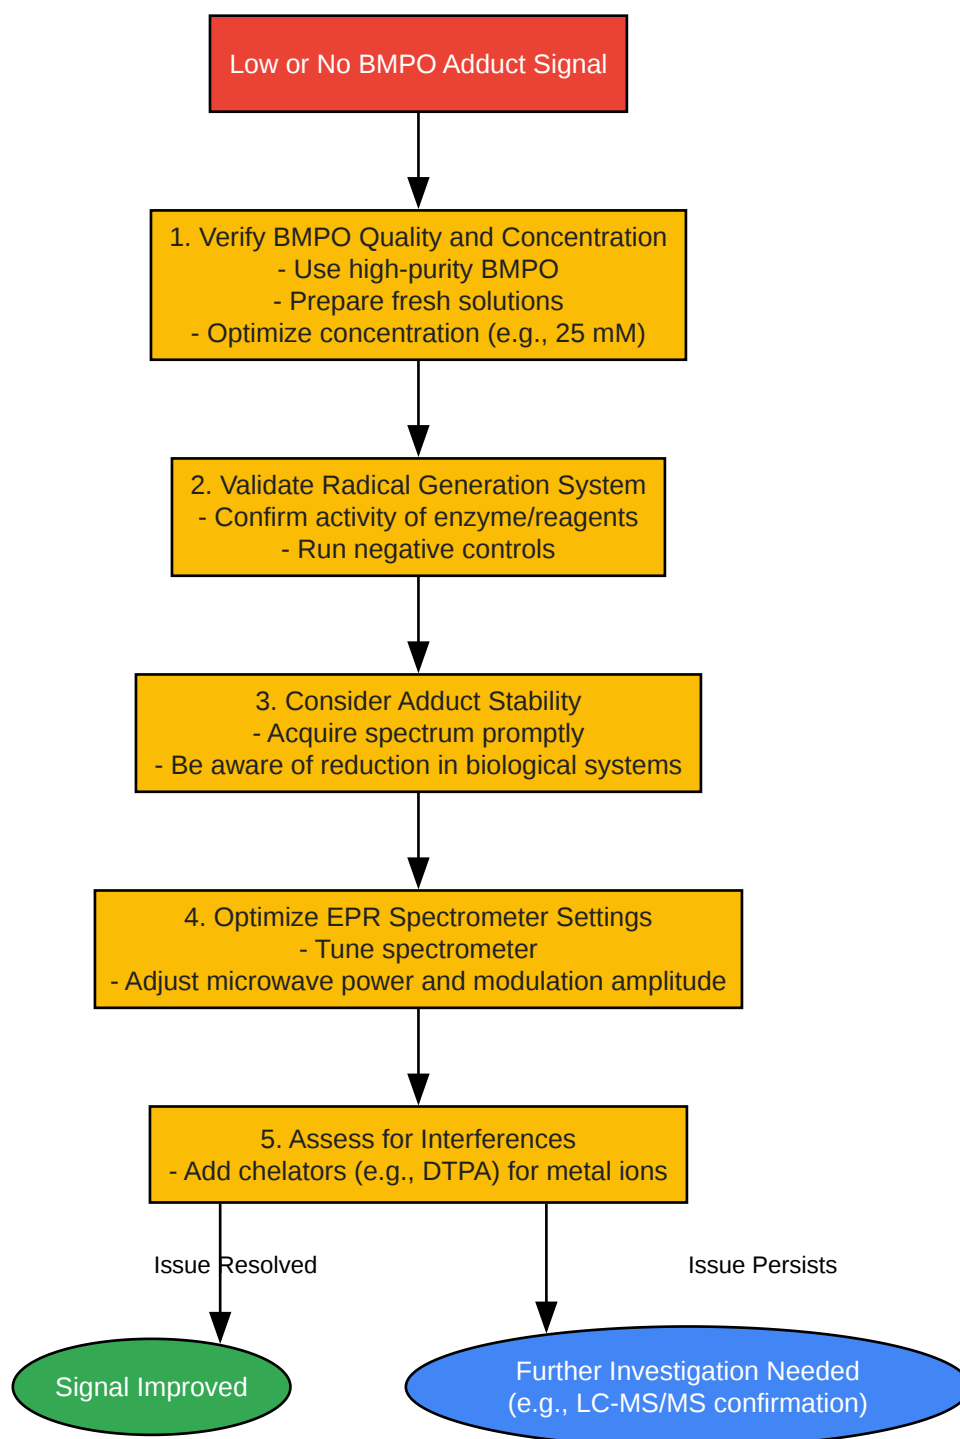 Low or No BMPO Adduct Signal
1. Verify BMPO Quality and Concentration
- Use high-purity BMPO
- Prepare fresh solutions
- Optimize concentration (e.g., 25 mM)
2. Validate Radical Generation System
- Confirm activity of enzyme/reagents
- Run negative controls
3. Consider Adduct Stability
- Acquire spectrum promptly
- Be aware of reduction in biological systems
4. Optimize EPR Spectrometer Settings
- Tune spectrometer
- Adjust microwave power and modulation amplitude
5. Assess for Interferences
- Add chelators (e.g., DTPA) for metal ions
Issue Resolved
Issue Persists
Signal Improved
Further Investigation Needed
(e.g., LC-MS/MS confirmation)